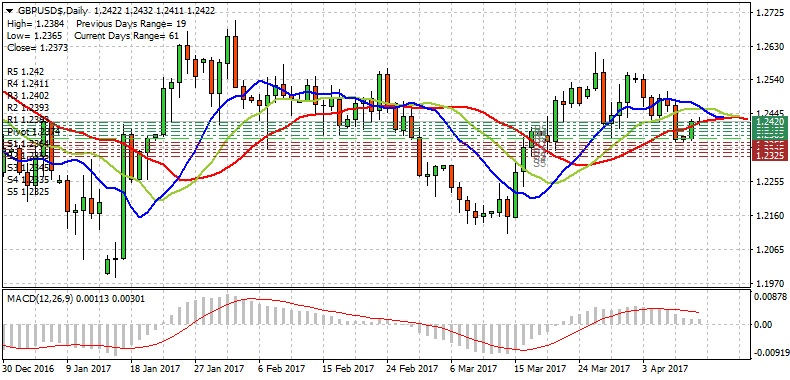 GBPUSD$,Daily 1.2422 1.2432 1.2411 1.2422
High= 1.2384 Previous Days Range= 19
Low= 1.2365 Current Days Range= 61
Close= 1.2373
R5 1.242
R4 1.2411
R3 1.2402
R2 1.2393
R1
Pivot
S1
S4 1.2335
S5 1.2325
1.2725
1.2630
1.2540
1.2445
1.2420
1.2325
1.2255
1.2160
1.2065
1.1970
MACD(12,26,9) 0.00113 0.00301
0.00878
0.00
-0.00919
30 Dec 2016 9 Jan 2017 18 Jan 2017 27 Jan 2017 6 Feb 2017 15 Feb 2017 24 Feb 2017 6 Mar 2017 15 Mar 2017 24 Mar 2017 3 Apr 2017